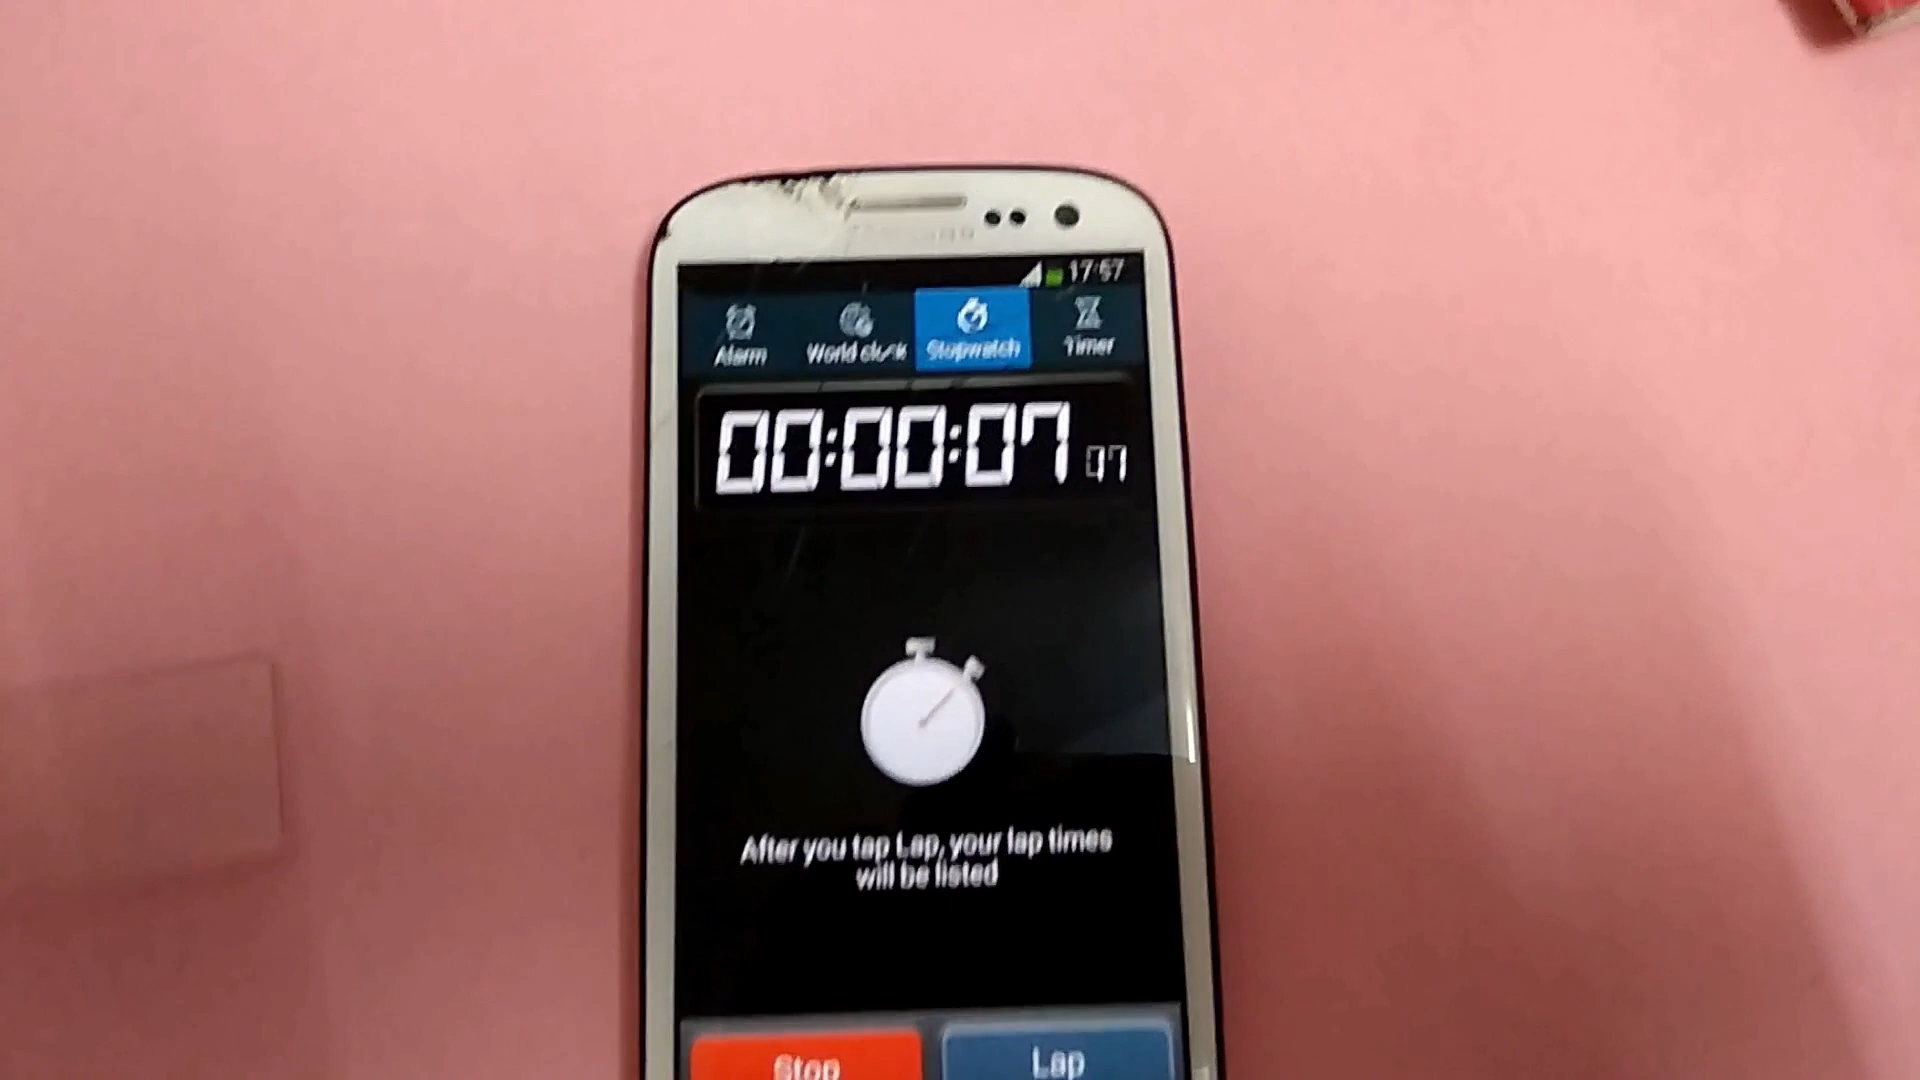 SAMSUNG
17:57
Alarm World clock Stopwatch Timer
00:00:07 07
After you tap Lap, your lap times
will be listed
Stop Lap